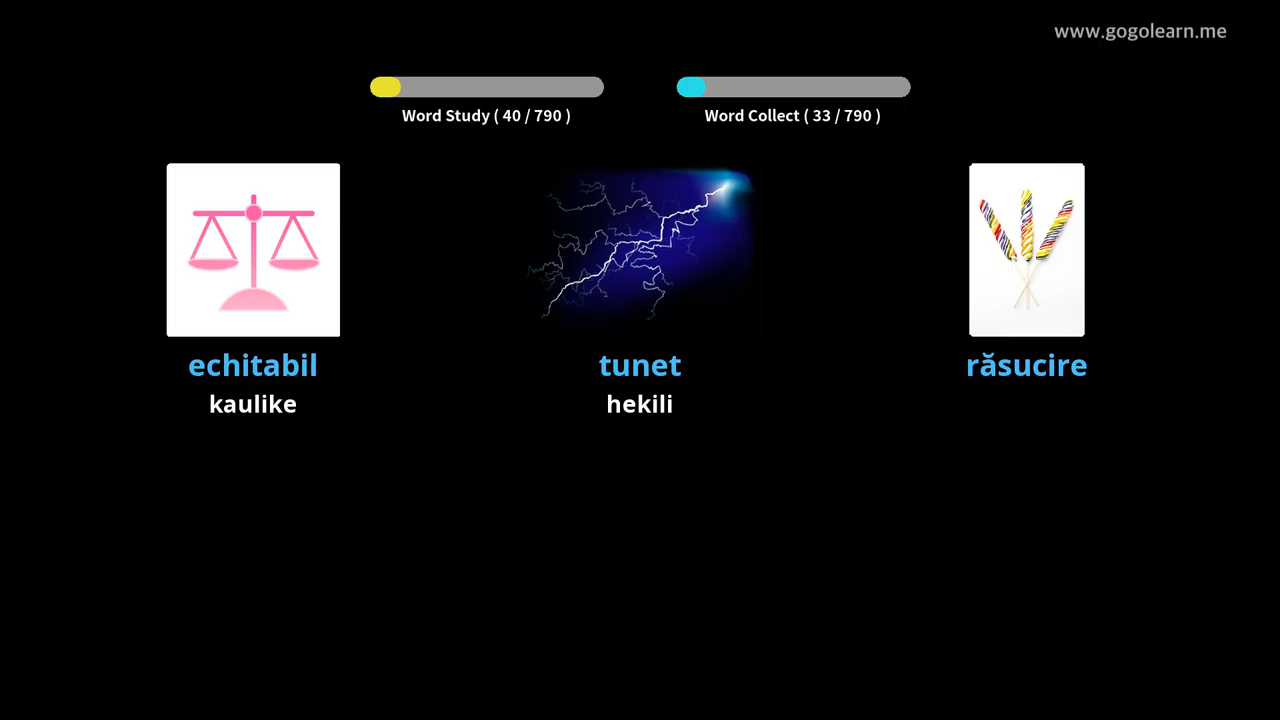 www.gogolearn.me
Word Study ( 40 / 790 )
Word Collect ( 33 / 790 )
echitabil
kaulike
tunet
hekili
răsucire